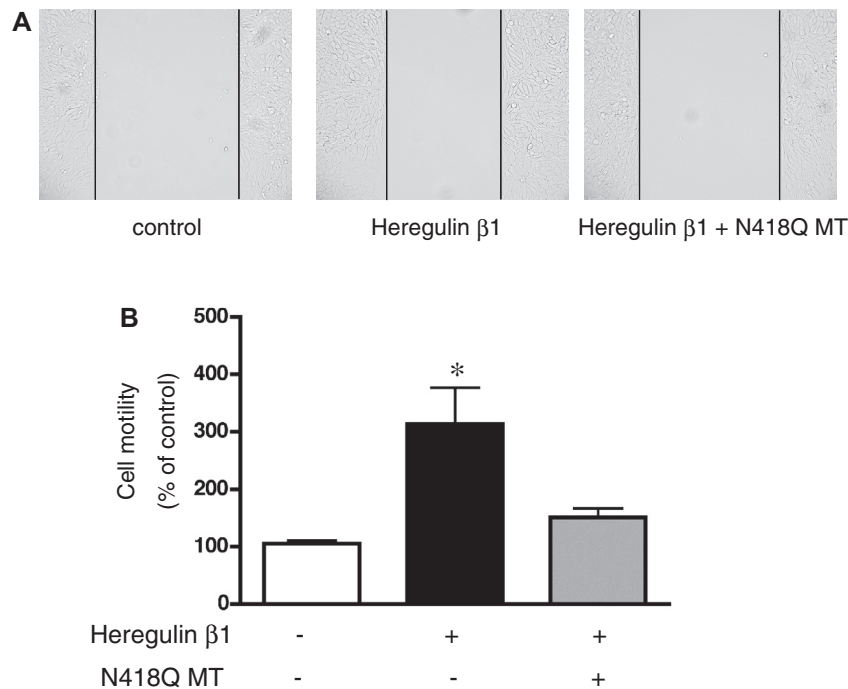 A
control
Heregulin β1
Heregulin β1 + N418Q MT
B
Cell motility
(% of control)
500
400
300
200
100
0
*
Heregulin β1 - + +
N418Q MT - - +